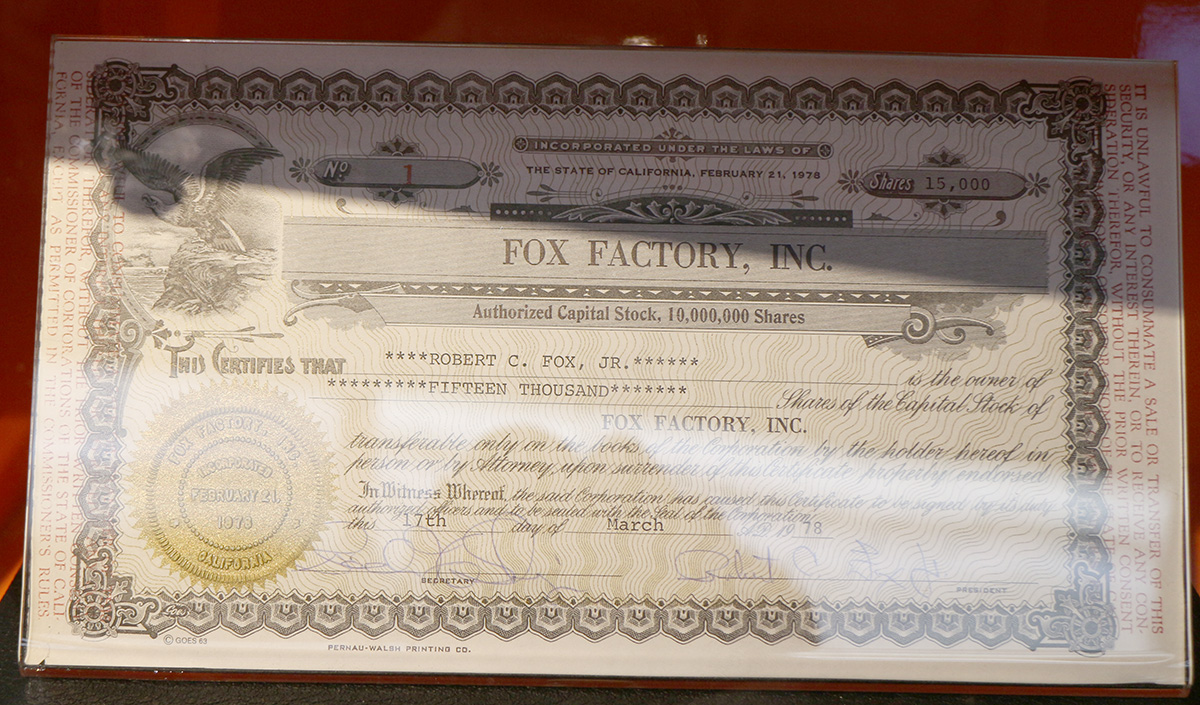 INCORPORATED UNDER THE LAWS OF
THE STATE OF CALIFORNIA, FEBRUARY 21, 1978
Nº 1
Shares 15,000
FOX FACTORY, INC.
Authorized Capital Stock, 10,000,000 Shares
THIS CERTIFIES THAT ****ROBERT C. FOX, JR.******
is the owner of
*********FIFTEEN THOUSAND*******
Shares of the Capital Stock of
FOX FACTORY, INC.
transferable only on the books of the Corporation by the holder hereof in
person or by Attorney, upon surrender of this Certificate properly endorsed.
In Witness Whereof, the said Corporation has caused this Certificate to be signed by its duly
authorized officers and to be sealed with the Seal of the Corporation
this 17th day of March A.D. 1978
SECRETARY
PRESIDENT
FOX FACTORY, INC.
INCORPORATED
FEBRUARY 21,
1978
CALIFORNIA
© GOES 63
PERNAU-WALSH PRINTING CO.
IT IS UNLAWFUL TO CONSUMMATE A SALE OR TRANSFER OF THIS
SECURITY, OR ANY INTEREST THEREIN, OR TO RECEIVE ANY CON-
SIDERATION THEREFOR, WITHOUT THE PRIOR WRITTEN CONSENT
OF THE COMMISSIONER OF CORPORATIONS OF THE STATE OF CALI
FORNIA, EXCEPT AS PERMITTED IN THE COMMISSIONER'S RULES.